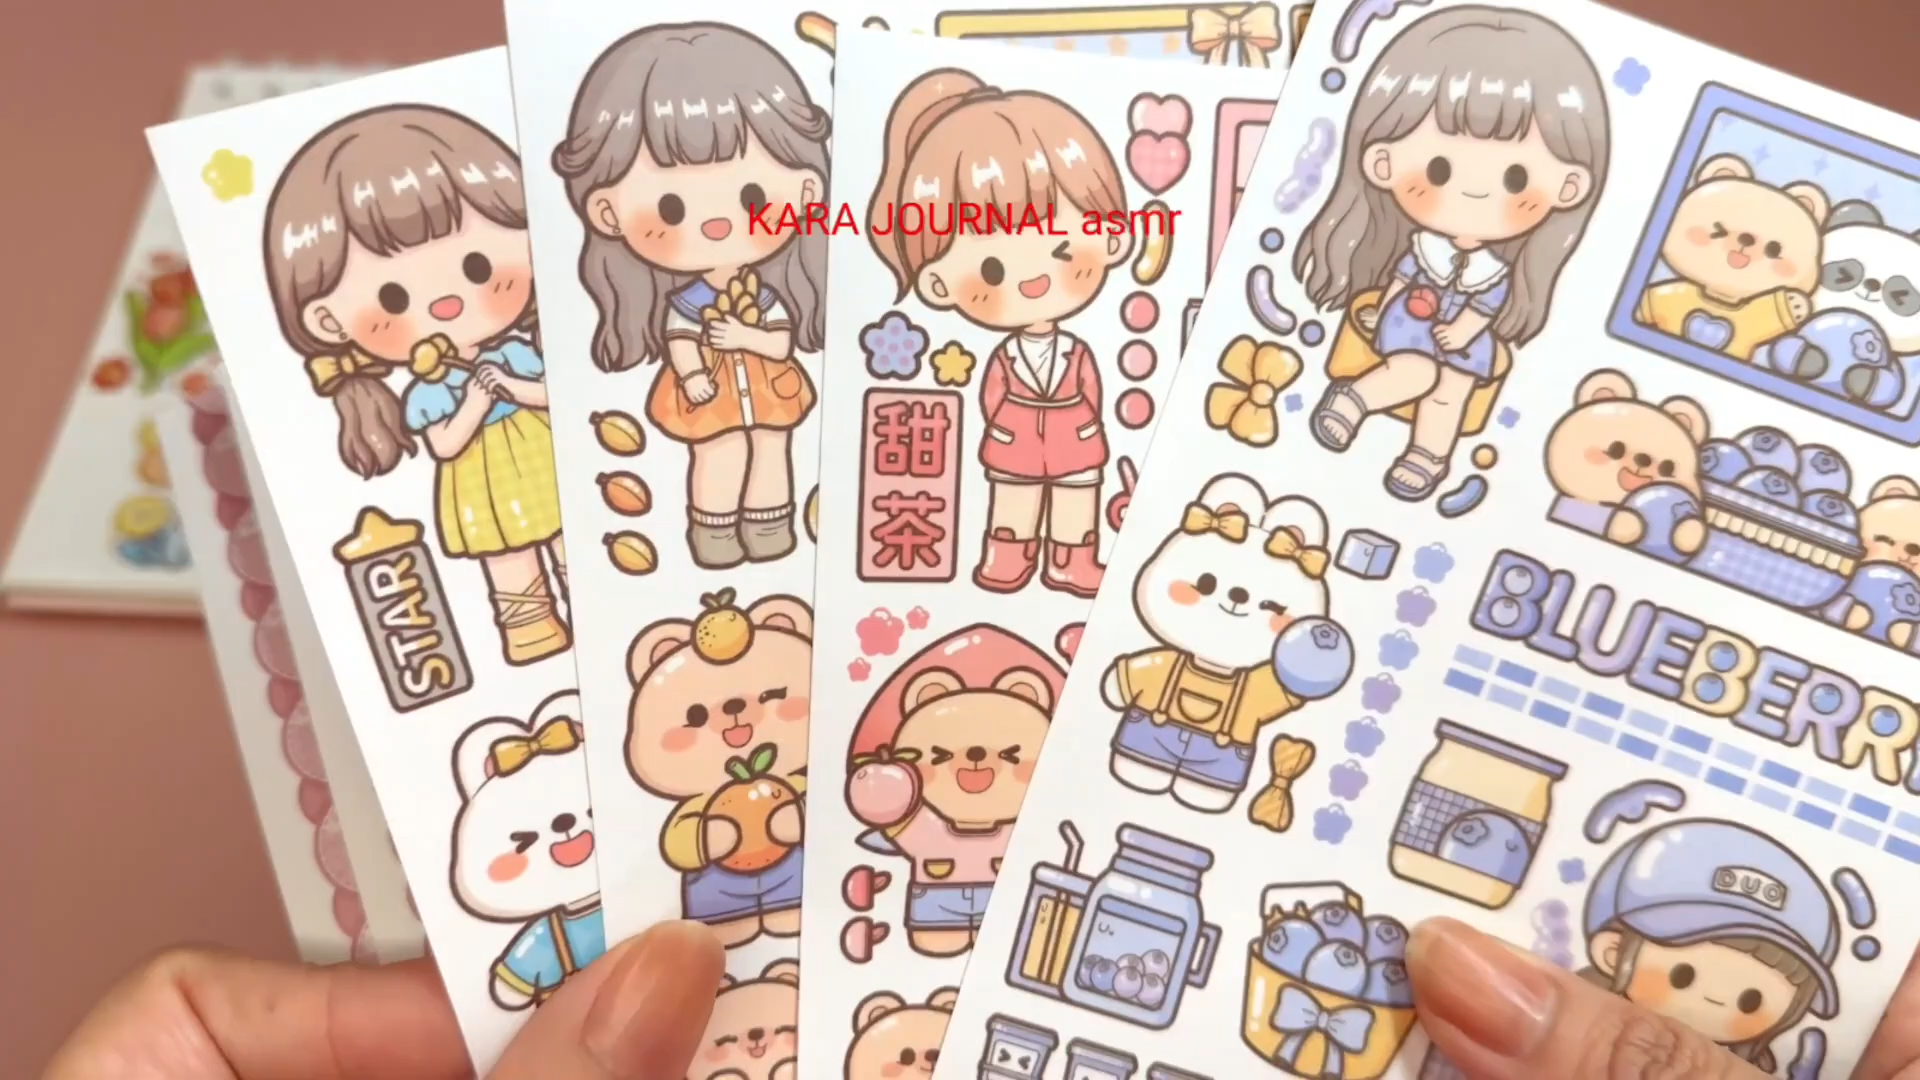 KARA JOURNAL asmr
甜
茶
STAR
BLUEBERR
DUO